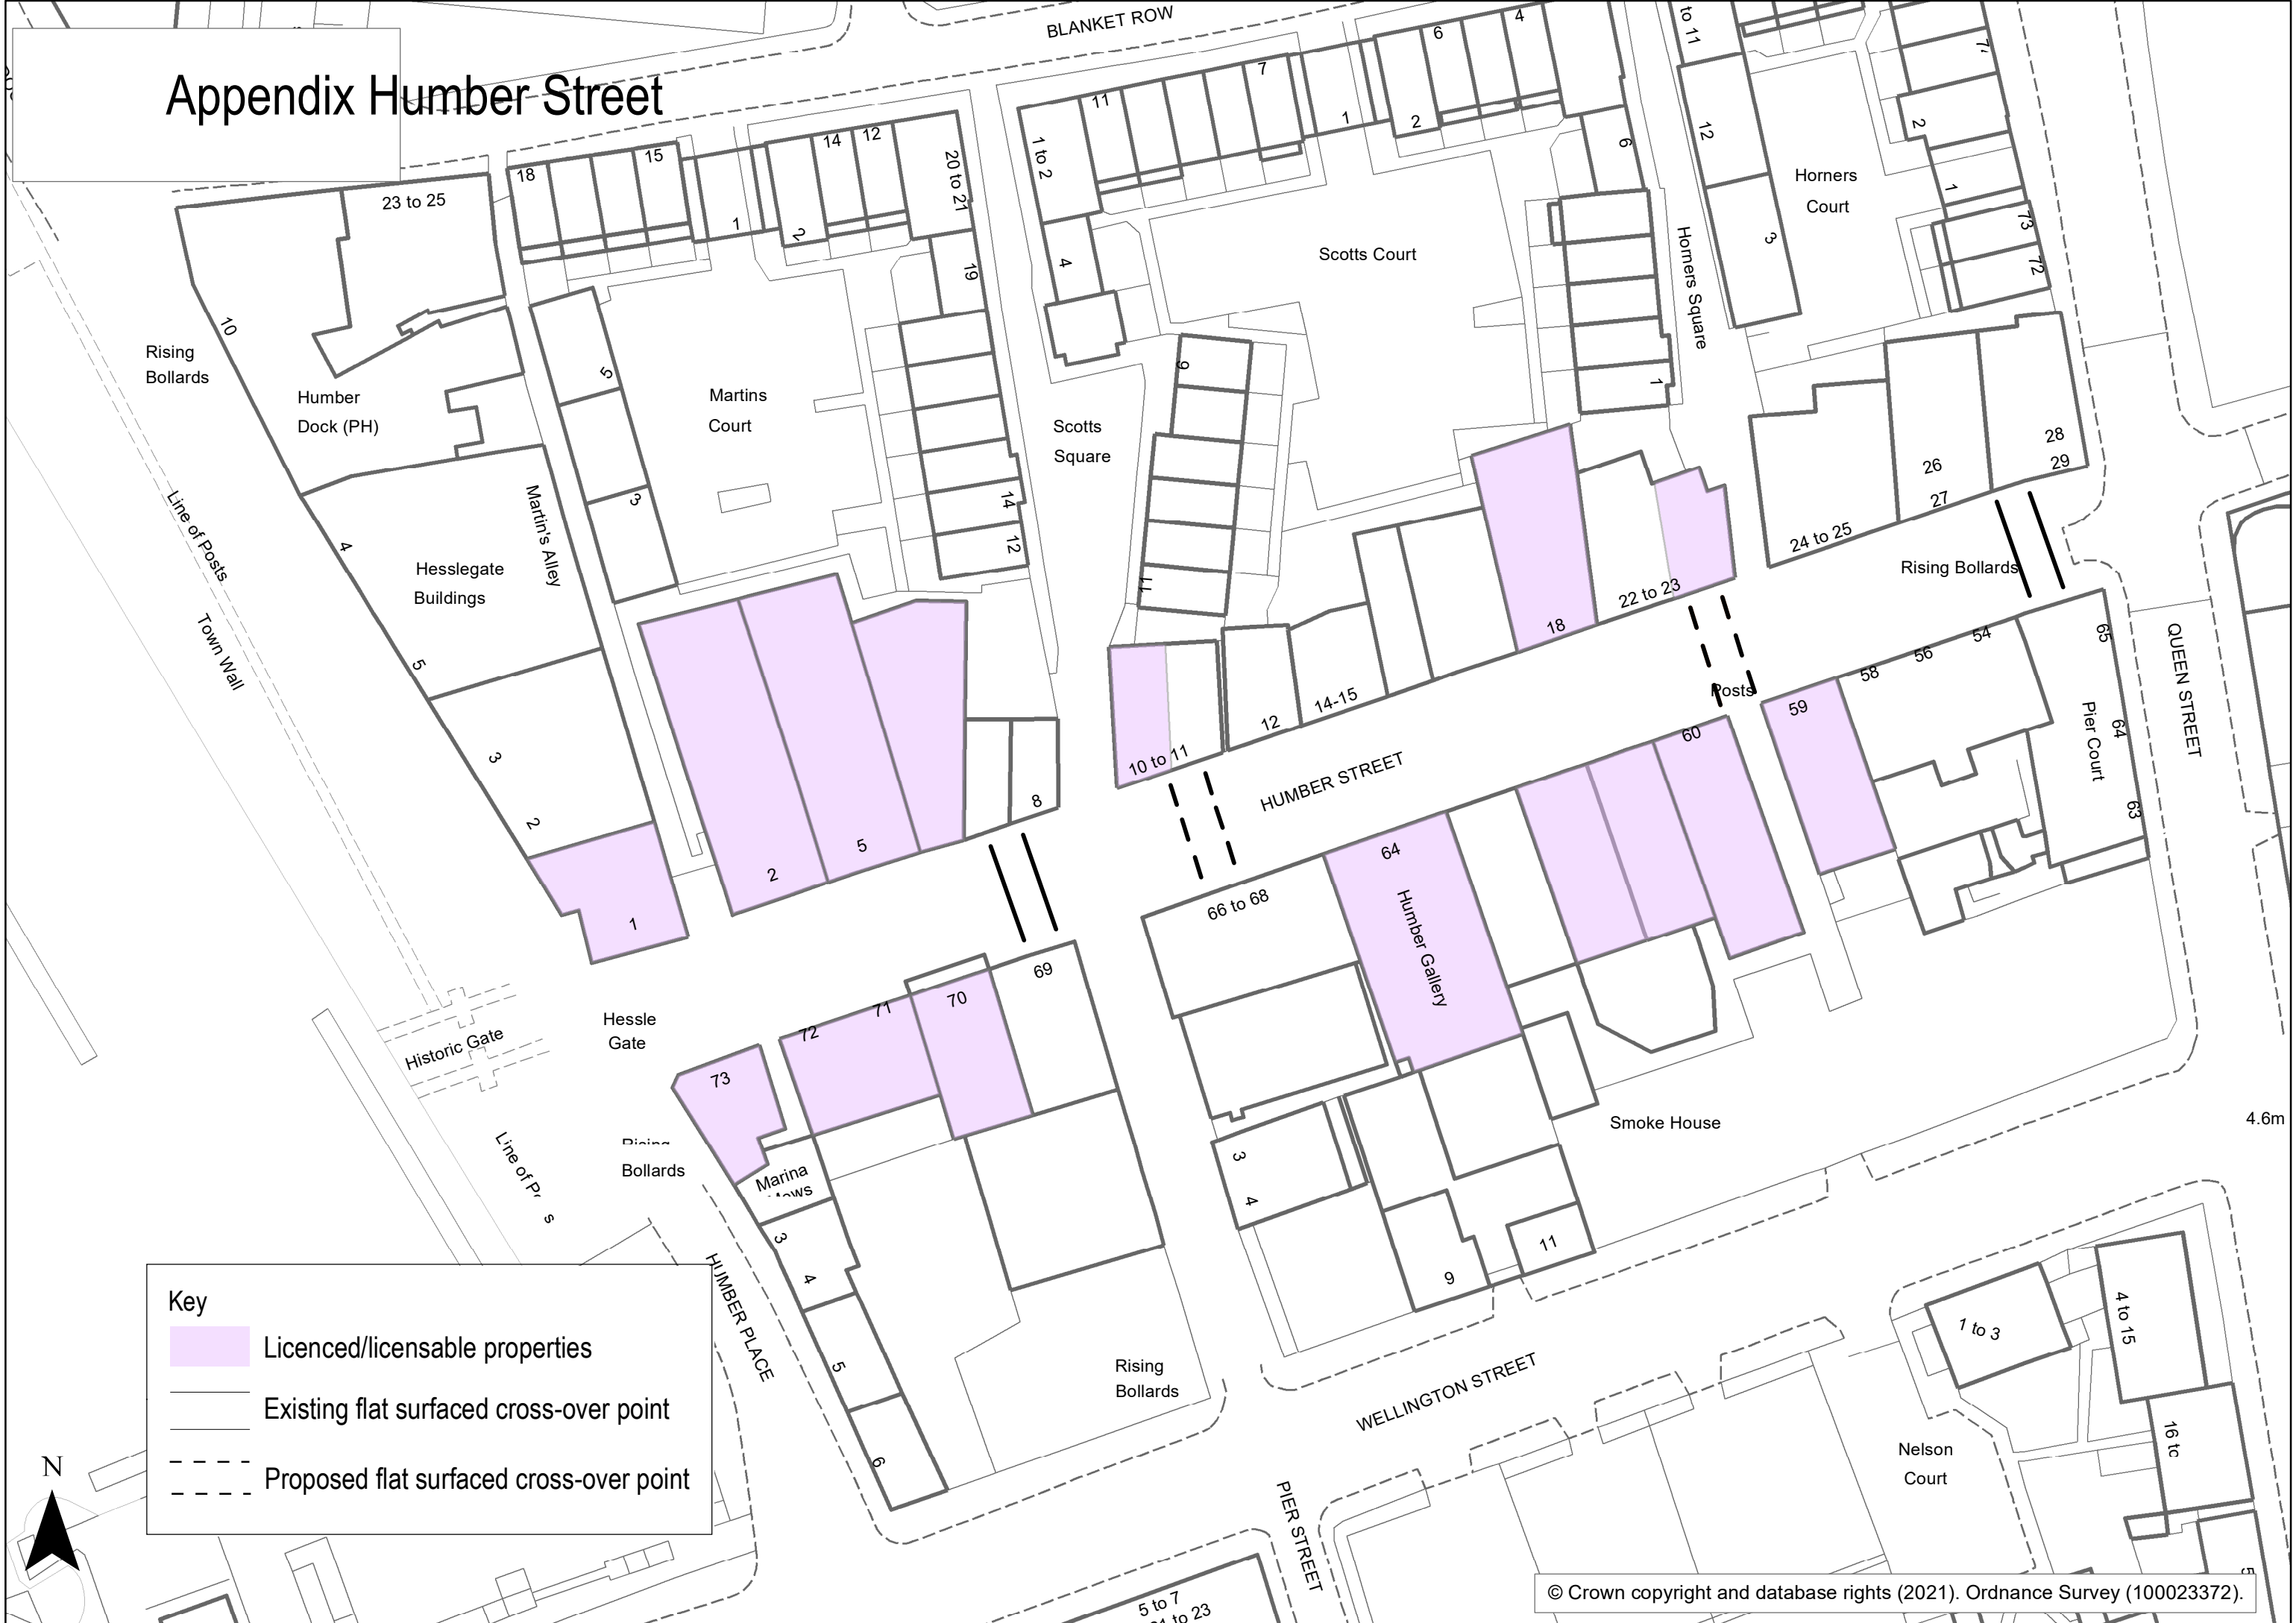 BLANKET ROW
Appendix Humber Street
23 to 25
18
15
1
2
14
12
20 to 21
19
1 to 2
11
7
1
2
6
4
6
to 11
12
3
Horners
Court
2
1
73
72
4
Scotts Court
Horners Square
10
Rising
Bollards
Humber
Dock (PH)
5
3
Martins
Court
Scotts
Square
14
12
11
1
28
29
26
27
24 to 25
Rising Bollards
Line of Posts
Town Wall
4
5
3
2
Hesslegate
Buildings
Martin's Alley
1
2
5
8
10 to 11
12
14-15
18
22 to 23
Posts
HUMBER STREET
54
56
58
59
60
65
64
63
Pier Court
QUEEN STREET
64
66 to 68
Humber Gallery
69
70
71
72
73
Hessle
Gate
Historic Gate
Bollards
Marina
Smoke House
4.6m
3
4
9
11
3
4
5
6
HUMBER PLACE
Rising
Bollards
WELLINGTON STREET
PIER STREET
1 to 3
4 to 15
Nelson
Court
5 to 7
Key
Licenced/licensable properties
Existing flat surfaced cross-over point
Proposed flat surfaced cross-over point
N
© Crown copyright and database rights (2021). Ordnance Survey (100023372).